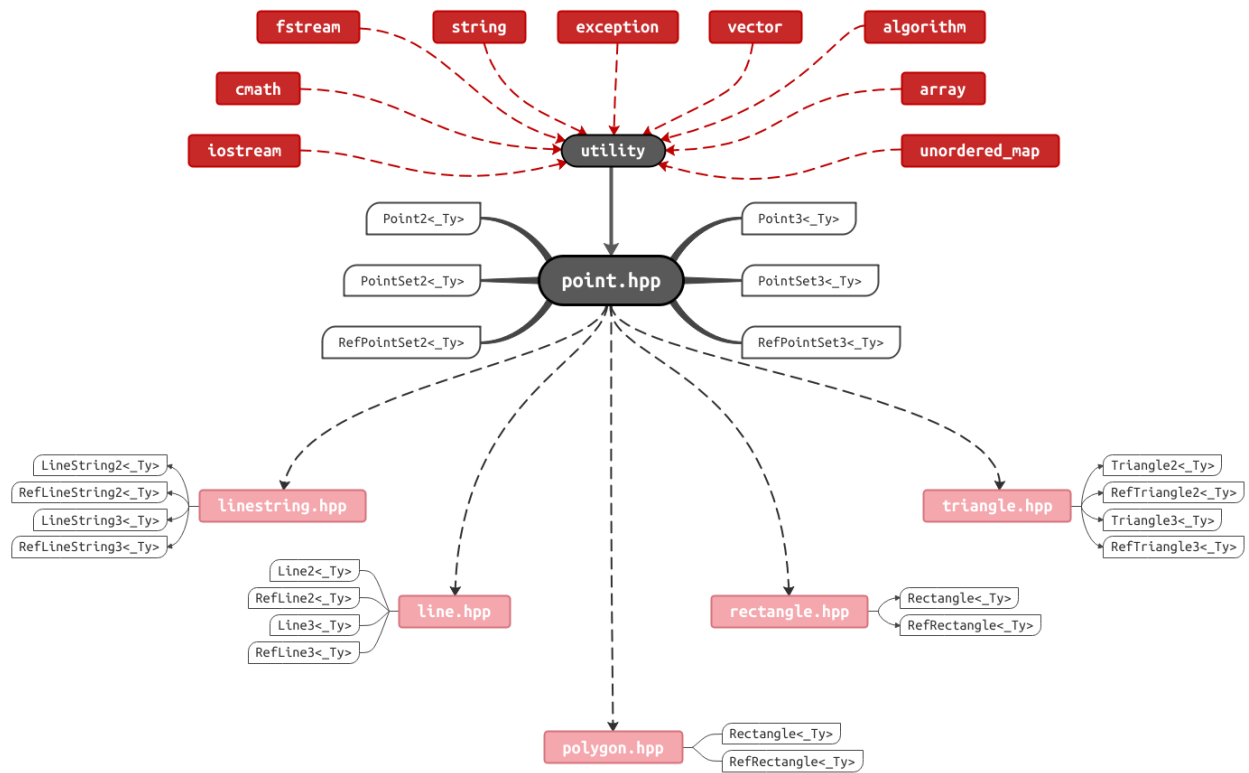 fstream
string
exception
vector
algorithm
cmath
array
iostream
utility
unordered_map
Point2<_Ty>
Point3<_Ty>
PointSet2<_Ty>
point.hpp
PointSet3<_Ty>
RefPointSet2<_Ty>
RefPointSet3<_Ty>
LineString2<_Ty>
RefLineString2<_Ty>
LineString3<_Ty>
RefLineString3<_Ty>
linestring.hpp
triangle.hpp
Triangle2<_Ty>
RefTriangle2<_Ty>
Triangle3<_Ty>
RefTriangle3<_Ty>
Line2<_Ty>
RefLine2<_Ty>
Line3<_Ty>
RefLine3<_Ty>
line.hpp
rectangle.hpp
Rectangle<_Ty>
RefRectangle<_Ty>
polygon.hpp
Rectangle<_Ty>
RefRectangle<_Ty>